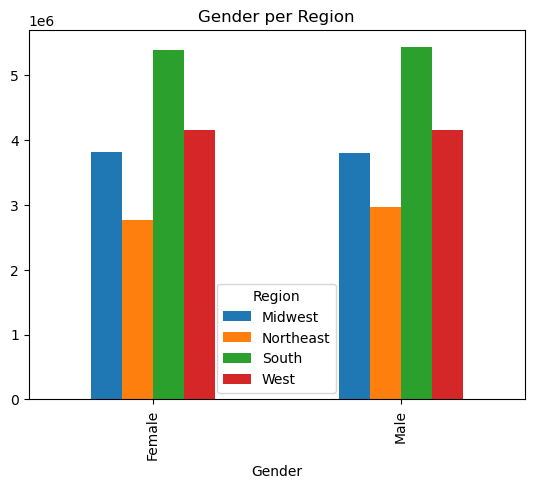 Gender per Region
1e6
5
4
3
2
1
0
Region
Midwest
Northeast
South
West
Female
Male
Gender